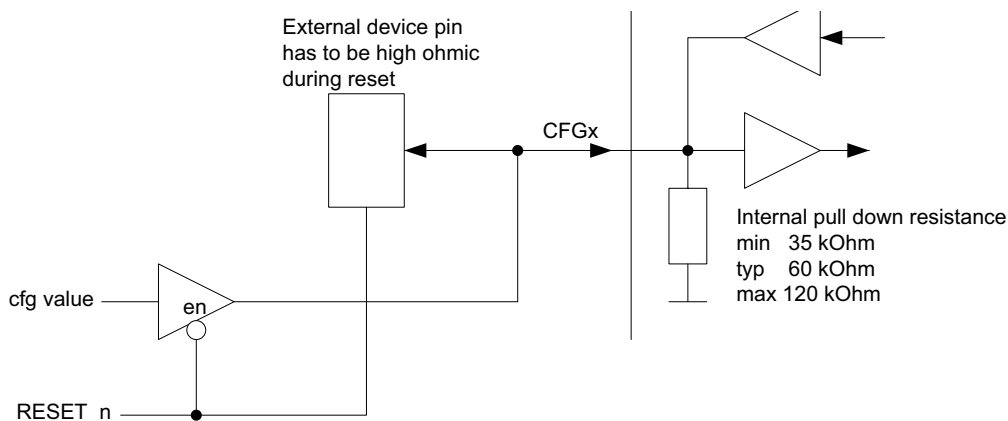 External device pin
has to be high ohmic
during reset
CFGx
Internal pull down resistance
min 35 kOhm
typ 60 kOhm
max 120 kOhm
cfg value
en
RESET n